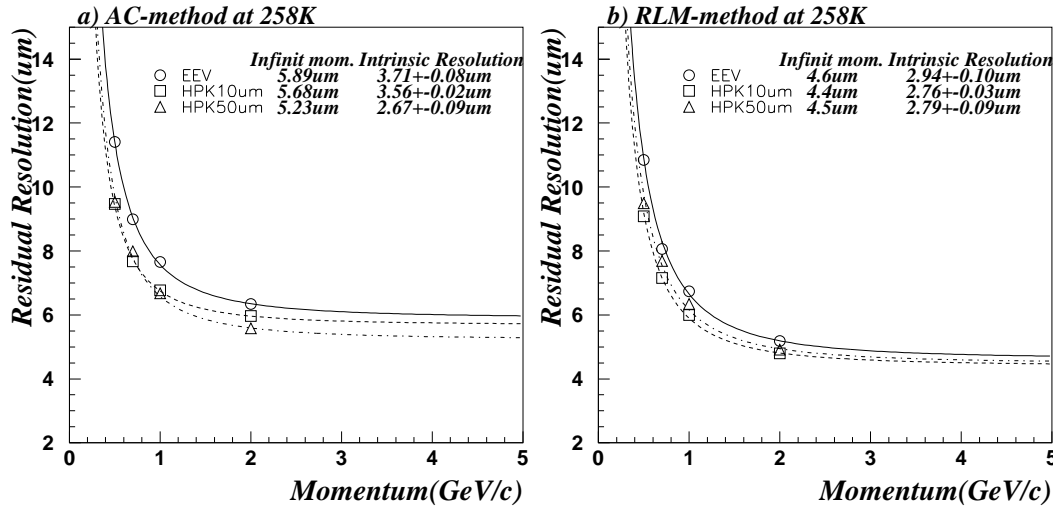 a) AC-method at 258K
Residual Resolution(um)
14
12
10
8
6
4
2
Infinit mom. Intrinsic Resolution
EEV 5.89um 3.71+-0.08um
HPK10um 5.68um 3.56+-0.02um
HPK50um 5.23um 2.67+-0.09um
0 1 2 3 4 5
Momentum(GeV/c)
b) RLM-method at 258K
Residual Resolution(um)
14
12
10
8
6
4
2
Infinit mom. Intrinsic Resolution
EEV 4.6um 2.94+-0.10um
HPK10um 4.4um 2.76+-0.03um
HPK50um 4.5um 2.79+-0.09um
0 1 2 3 4 5
Momentum(GeV/c)